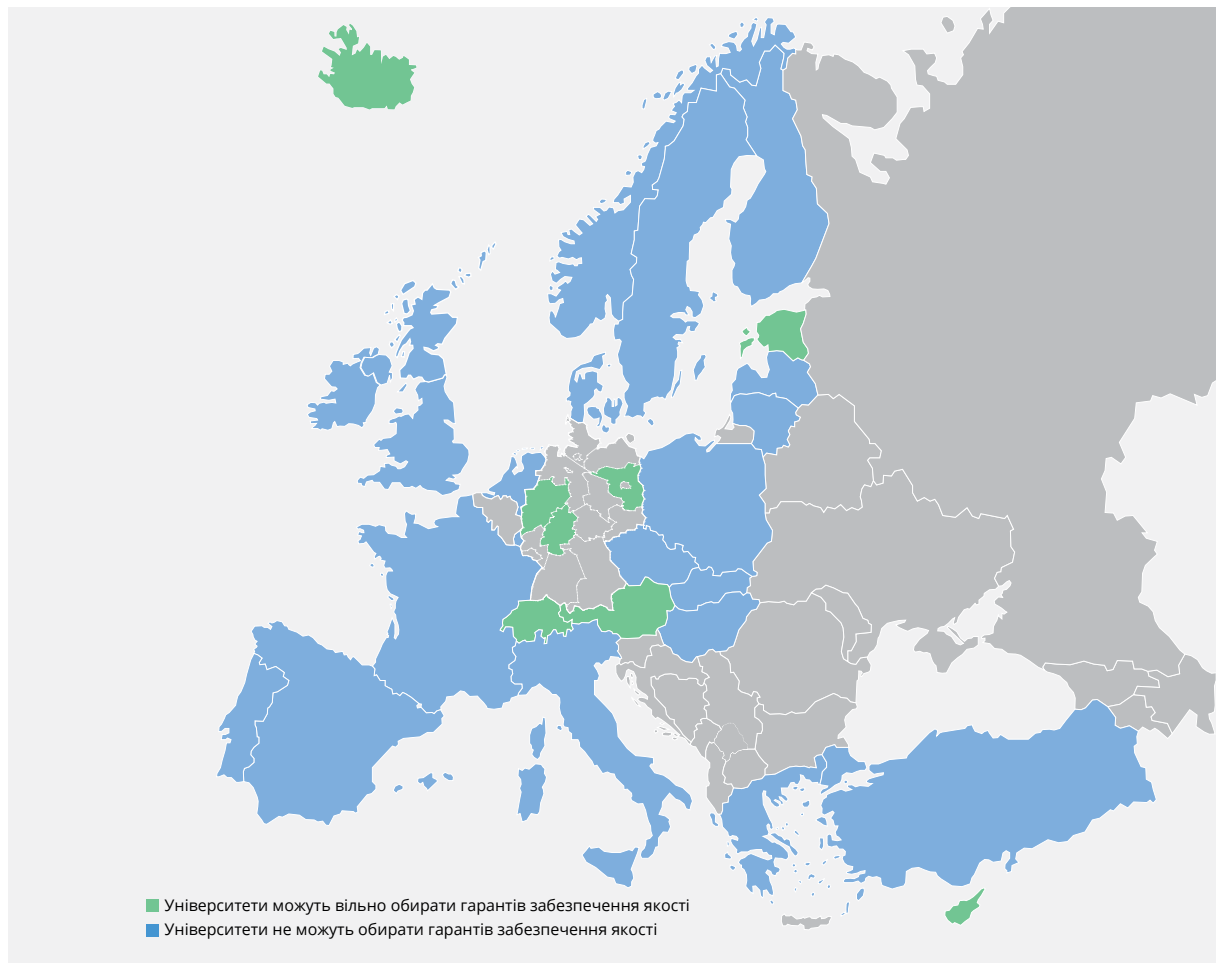 Університети можуть вільно обирати гарантів забезпечення якості
Університети не можуть обирати гарантів забезпечення якості